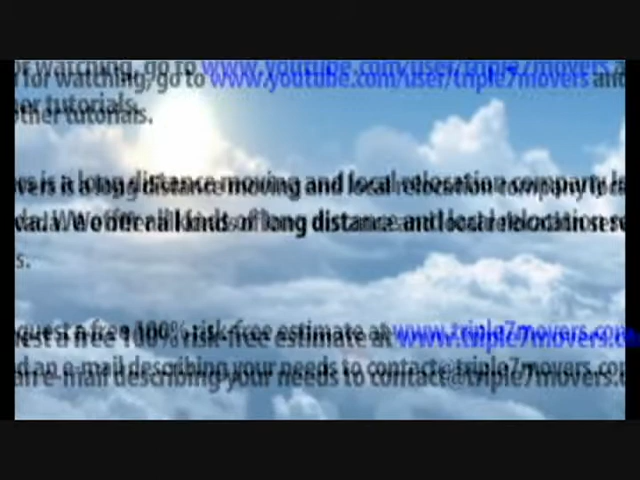 for watching, go to www.youtube.com/user/triple7movers and
other tutorials.
is a long distance moving and local relocation company
We offer all kinds of long distance and local relocation
s.
a free 100% risk-free estimate at www.triple7movers.com
an e-mail describing your needs to contact@triple7movers.